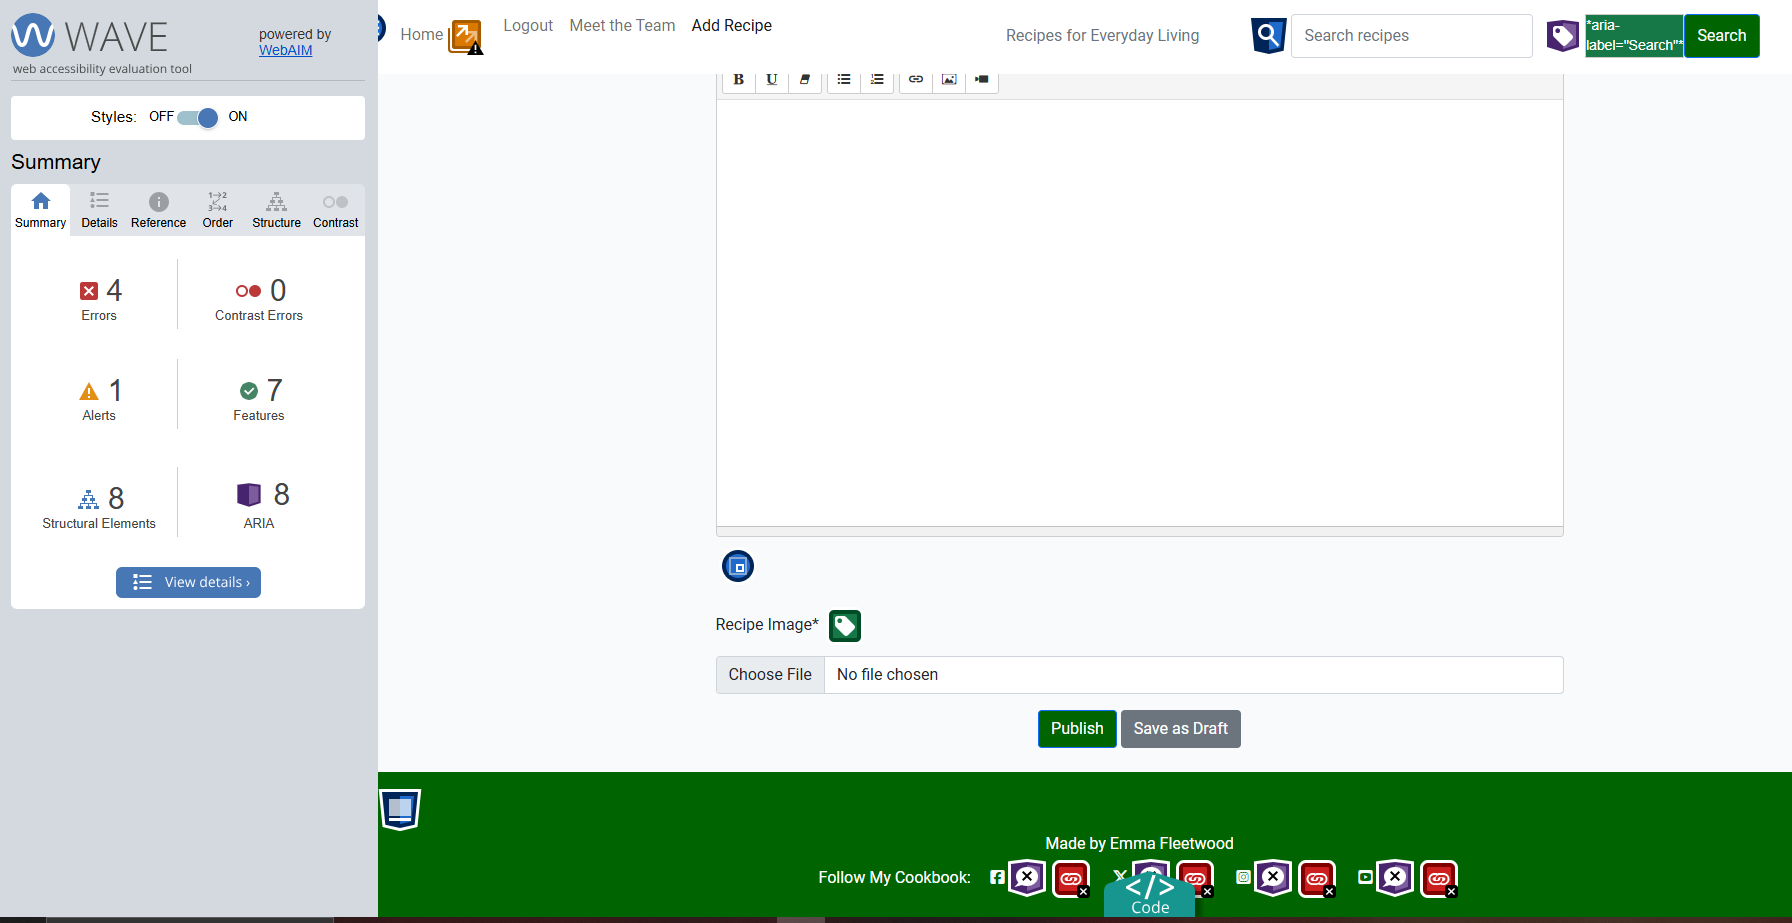 WAVE
powered by
WebAIM
web accessibility evaluation tool
Styles: OFF ON
Summary
Summary Details Reference Order Structure Contrast
4
Errors
0
Contrast Errors
1
Alerts
7
Features
8
Structural Elements
8
ARIA
View details ›
Home Logout Meet the Team Add Recipe
Recipes for Everyday Living
Search recipes
*aria-
label="Search"*
Search
B U
Recipe Image*
Choose File No file chosen
Publish Save as Draft
Made by Emma Fleetwood
Follow My Cookbook:
</>
Code